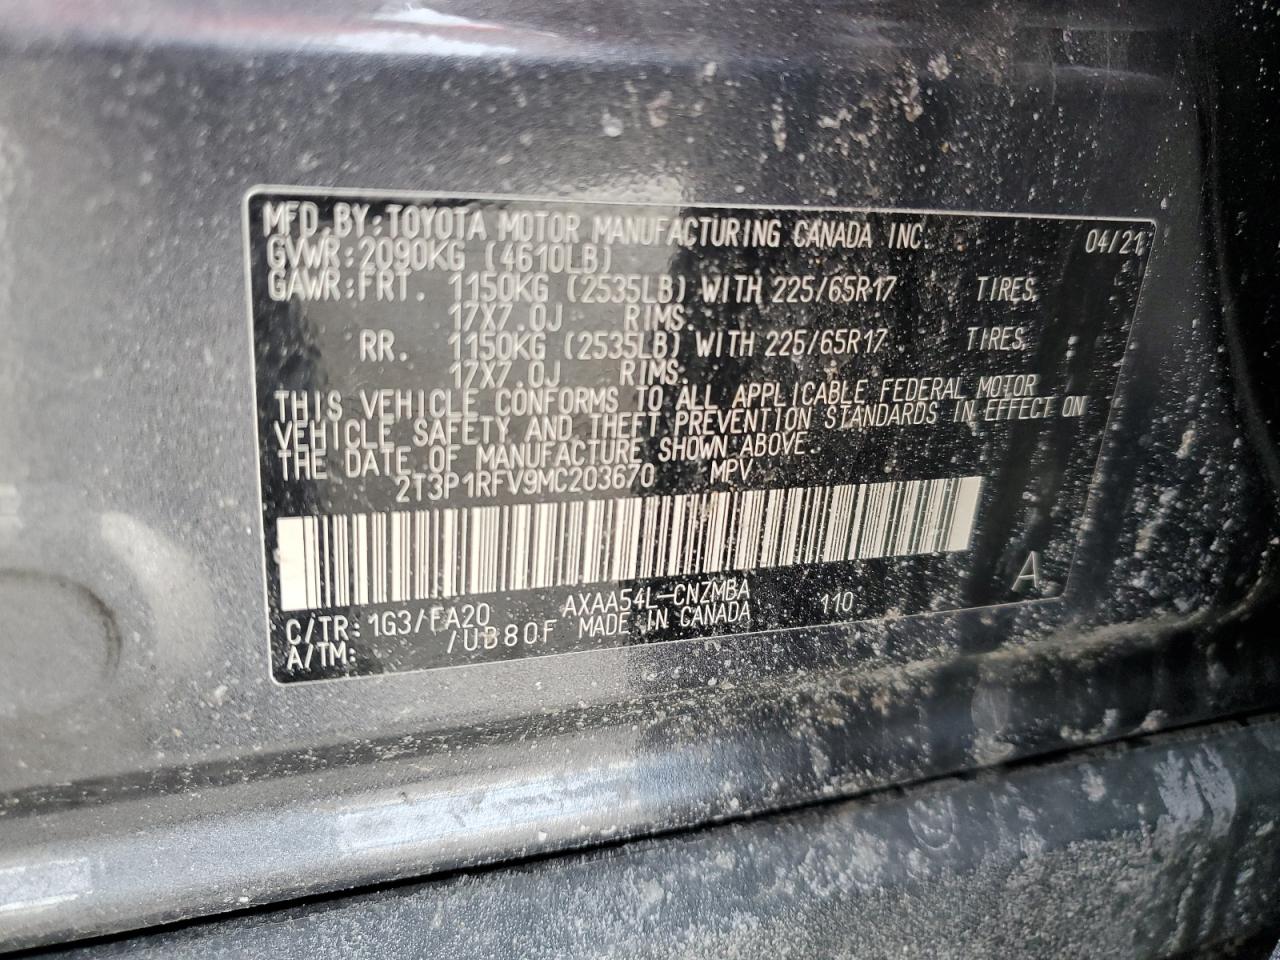 MFD.BY:TOYOTA MOTOR MANUFACTURING CANADA INC. 04/21
GVWR:2090KG (4610LB)
GAWR:FRT. 1150KG (2535LB) WITH 225/65R17 TIRES,
17X7.0J RIMS.
RR. 1150KG (2535LB) WITH 225/65R17 TIRES,
17X7.0J RIMS.
THIS VEHICLE CONFORMS TO ALL APPLICABLE FEDERAL MOTOR
VEHICLE SAFETY AND THEFT PREVENTION STANDARDS IN EFFECT ON
THE DATE OF MANUFACTURE SHOWN ABOVE.
2T3P1RFV9MC203670 MPV
A
C/TR: 1G3/FA20 AXAA54L-CNZMBA 110
A/TM: /UB80F MADE IN CANADA